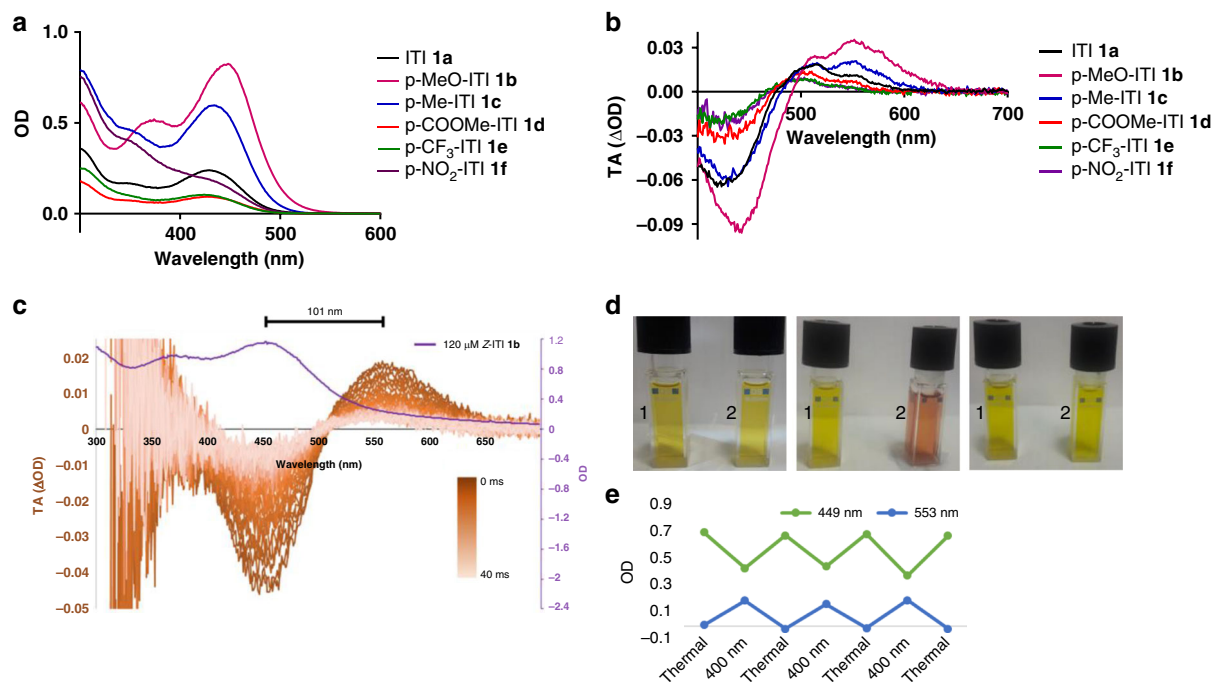 a
1.0
0.5
0.0
OD
400
500
600
Wavelength (nm)
ITI 1a
p-MeO-ITI 1b
p-Me-ITI 1c
p-COOMe-ITI 1d
p-CF3-ITI 1e
p-NO2-ITI 1f
b
0.03
0.00
−0.03
−0.06
−0.09
TA (ΔOD)
500
600
700
Wavelength (nm)
ITI 1a
p-MeO-ITI 1b
p-Me-ITI 1c
p-COOMe-ITI 1d
p-CF3-ITI 1e
p-NO2-ITI 1f
c
101 nm
120 μM Z-ITI 1b
0.02
0.01
0
−0.01
−0.02
−0.03
−0.04
−0.05
TA (ΔOD)
300
350
400
450
500
550
600
650
Wavelength (nm)
0 ms
40 ms
1.2
0.8
0.4
0
−0.4
−0.8
−1.2
−1.6
−2
−2.4
OD
d
1
2
1
2
1
2
e
449 nm
553 nm
0.9
0.7
0.5
0.3
0.1
−0.1
OD
Thermal
400 nm
Thermal
400 nm
Thermal
400 nm
Thermal